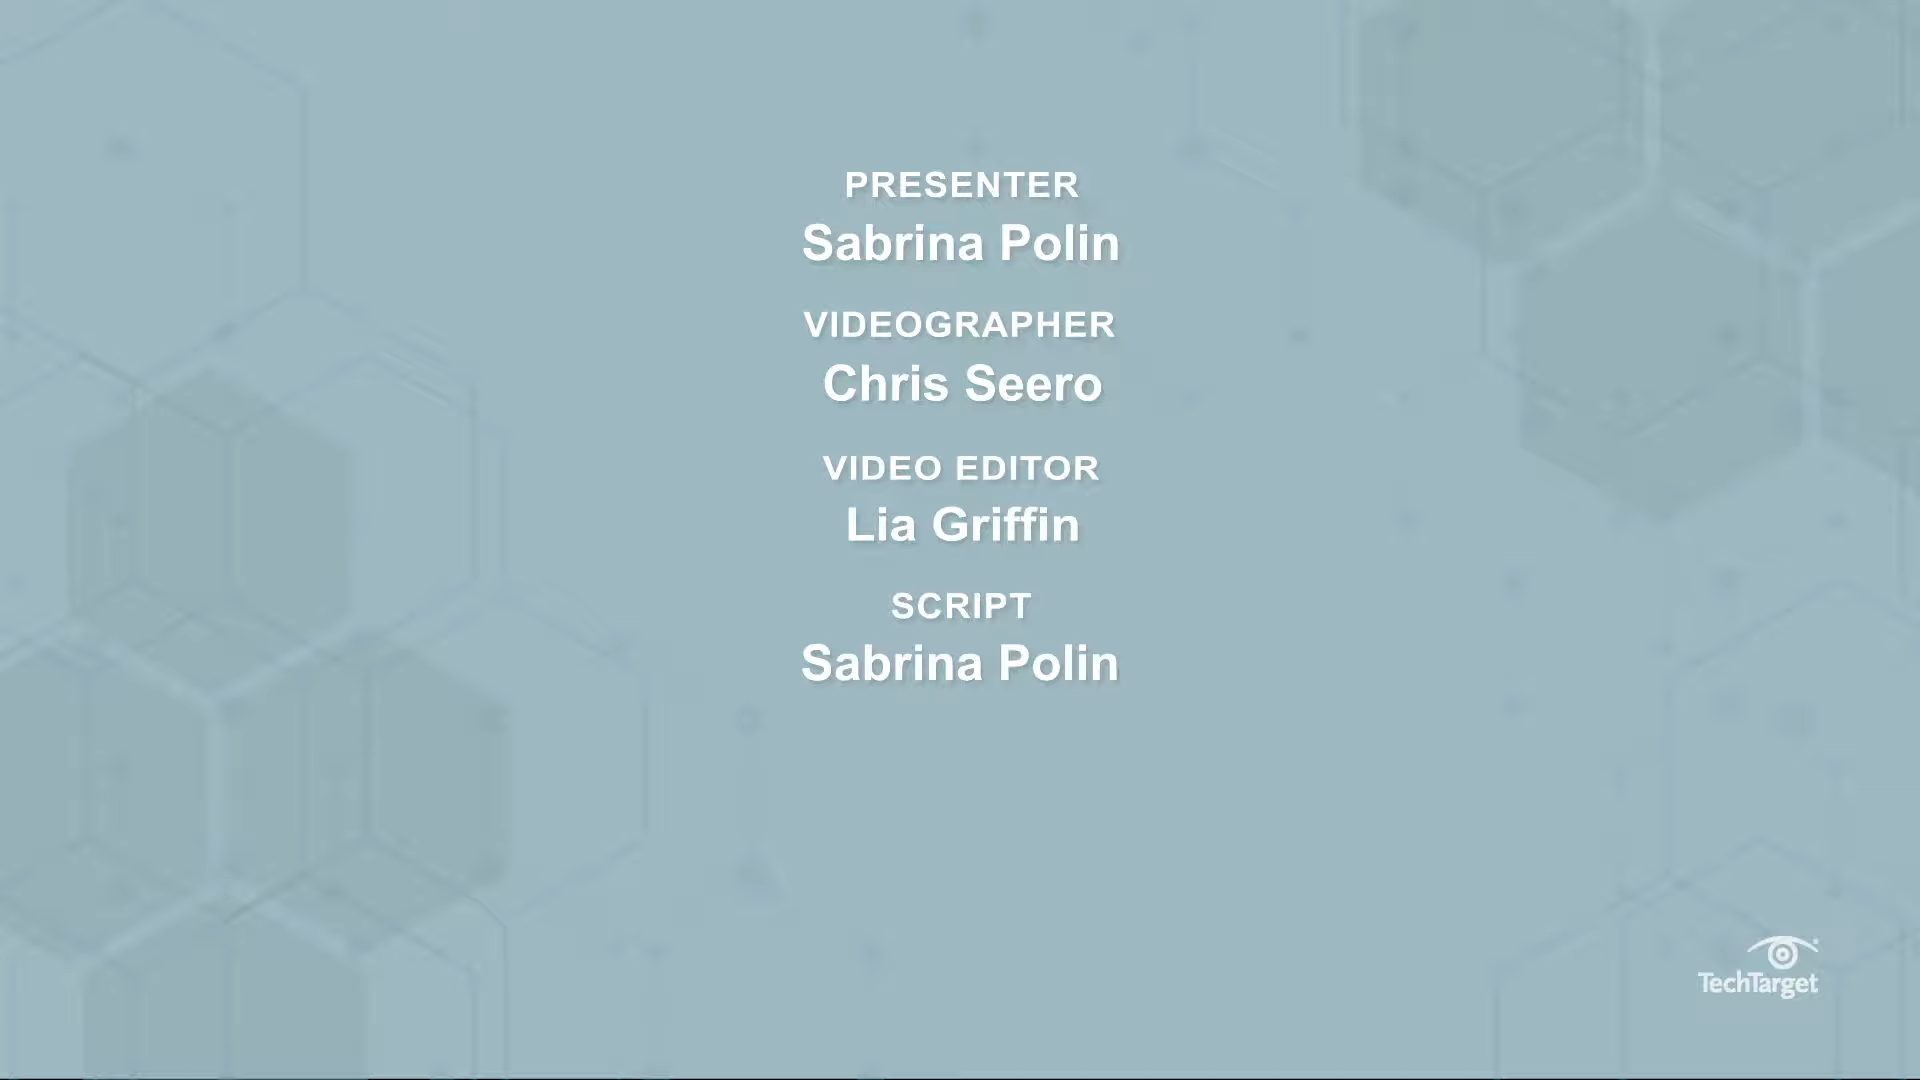 PRESENTER
Sabrina Polin
VIDEOGRAPHER
Chris Seero
VIDEO EDITOR
Lia Griffin
SCRIPT
Sabrina Polin
TechTarget